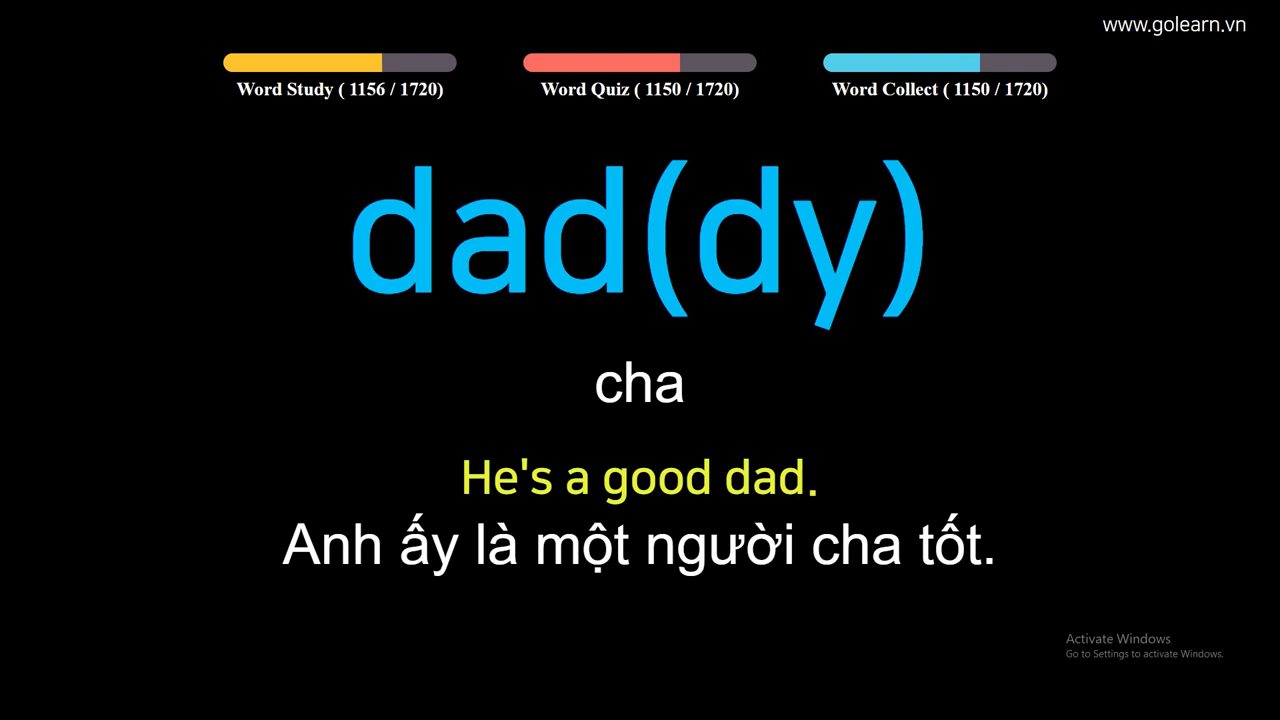 www.golearn.vn
Word Study ( 1156 / 1720)
Word Quiz ( 1150 / 1720)
Word Collect ( 1150 / 1720)
dad(dy)
cha
He's a good dad.
Anh ấy là một người cha tốt.
Activate Windows
Go to Settings to activate Windows.